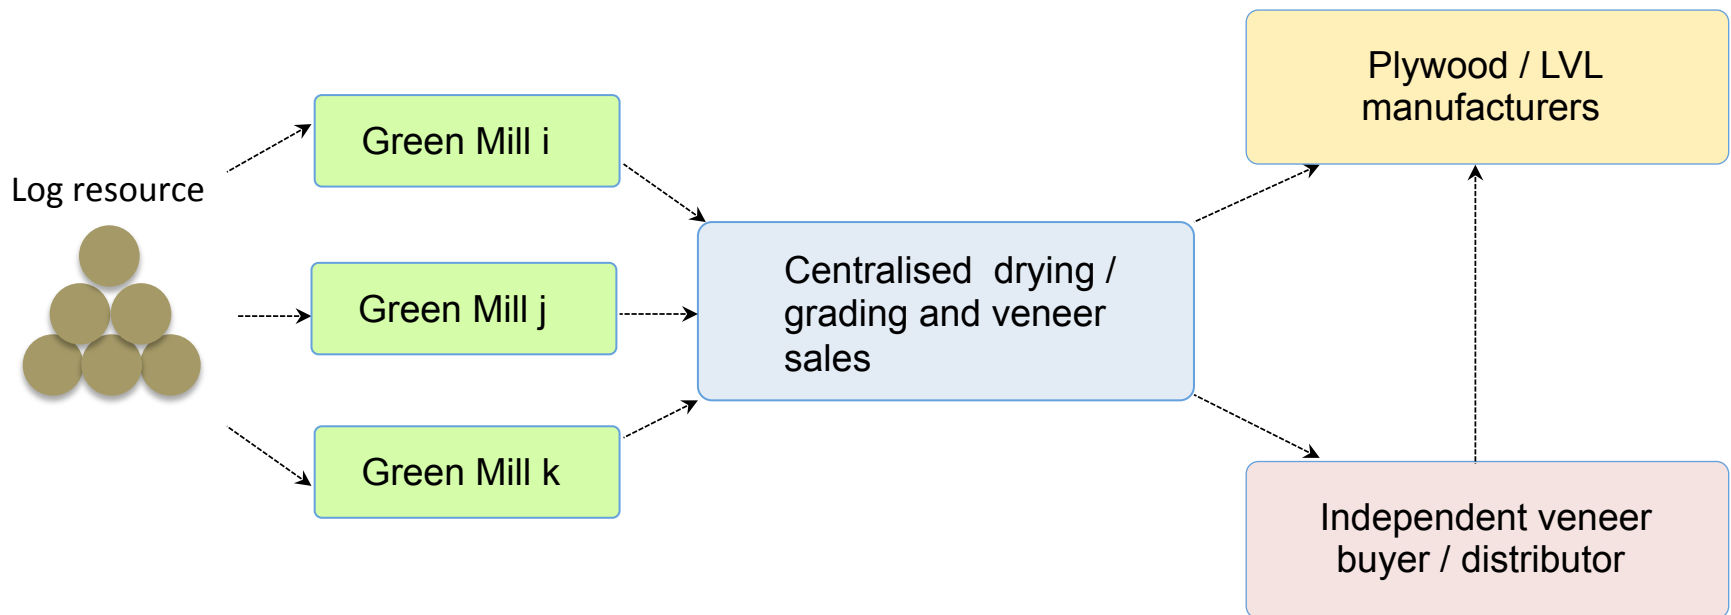 Log resource
Green Mill i
Green Mill j
Green Mill k
Centralised drying /
grading and veneer
sales
Plywood / LVL
manufacturers
Independent veneer
buyer / distributor